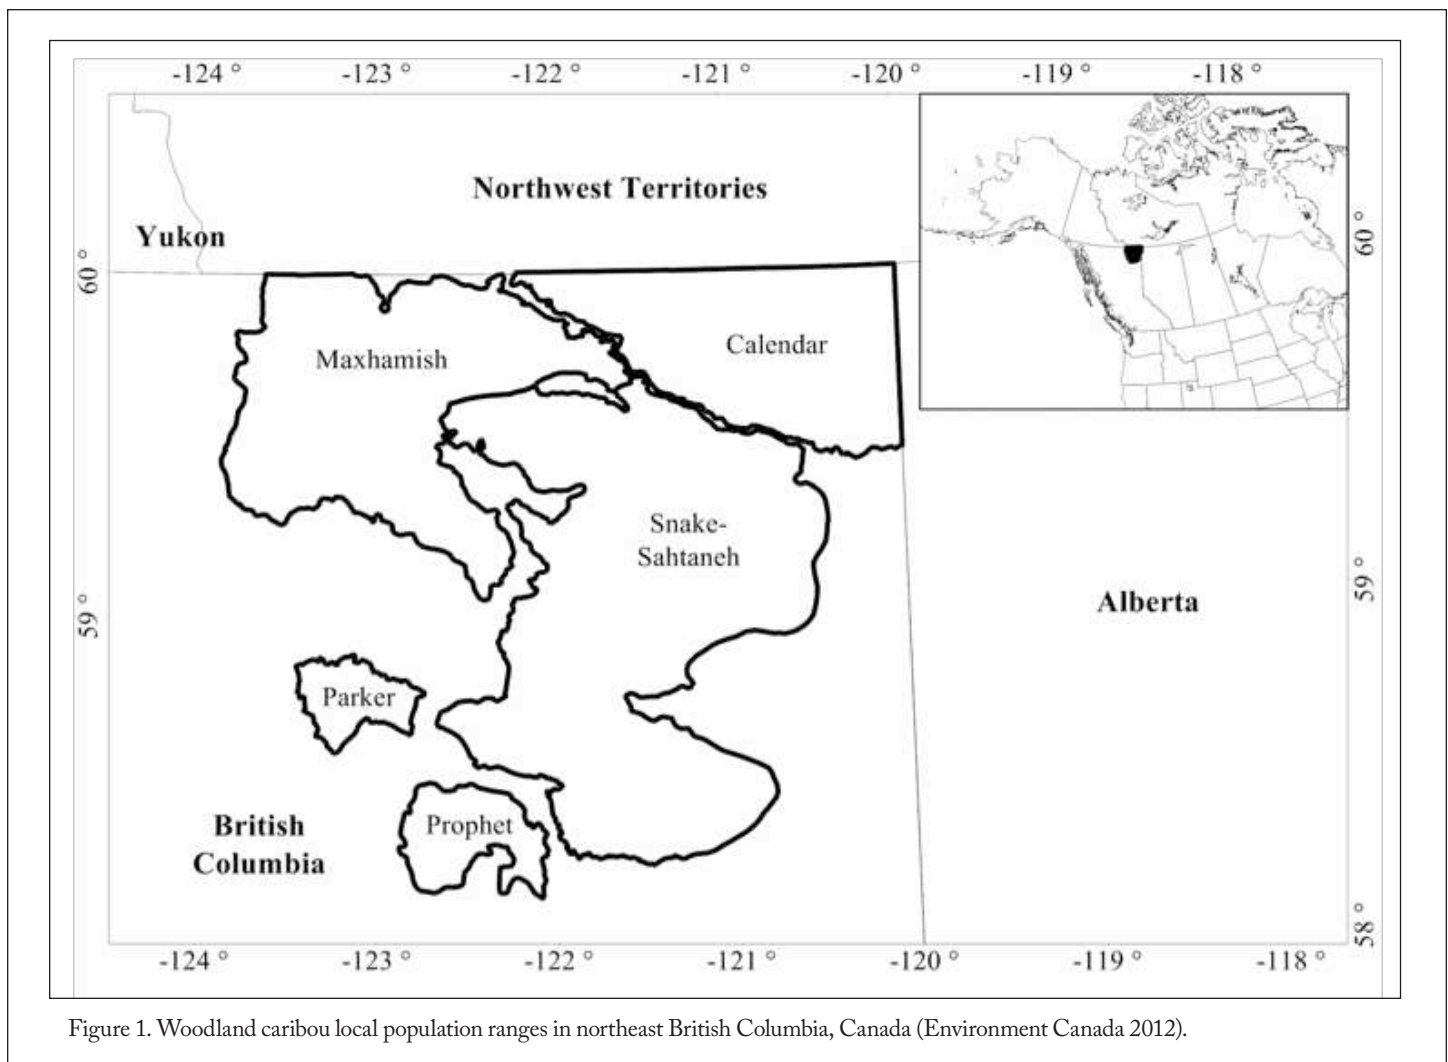 -124 °
-123 °
-122 °
-121 °
-120 °
-119 °
-118 °
Northwest Territories
Yukon
60 °
60 °
Calendar
Maxhamish
Snake-
Sahtaneh
Alberta
59 °
59 °
Parker
Prophet
British
Columbia
58 °
-124 °
-123 °
-122 °
-121 °
-120 °
-119 °
-118 °
Figure 1. Woodland caribou local population ranges in northeast British Columbia, Canada (Environment Canada 2012).